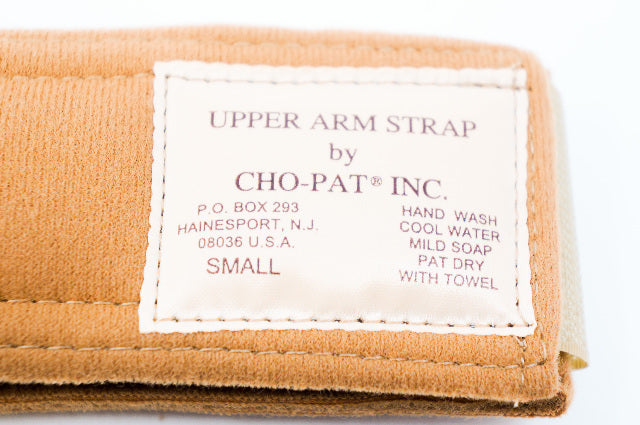 UPPER ARM STRAP
by
CHO-PAT® INC.
P.O. BOX 293
HAINESPORT, N.J.
08036 U.S.A.
SMALL
HAND WASH
COOL WATER
MILD SOAP
PAT DRY
WITH TOWEL